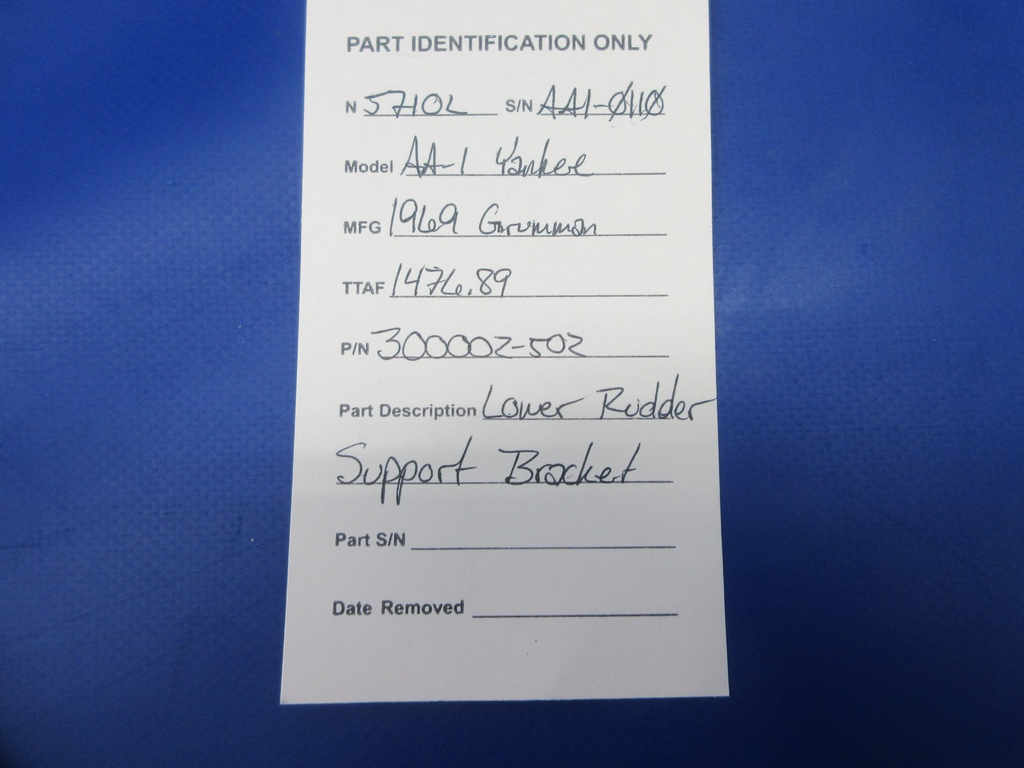 PART IDENTIFICATION ONLY
N 5710L S/N AA1-0110
Model AA-1 Yankee
MFG 1969 Grumman
TTAF 1476.89
P/N 300002-502
Part Description Lower Rudder
Support Bracket
Part S/N
Date Removed